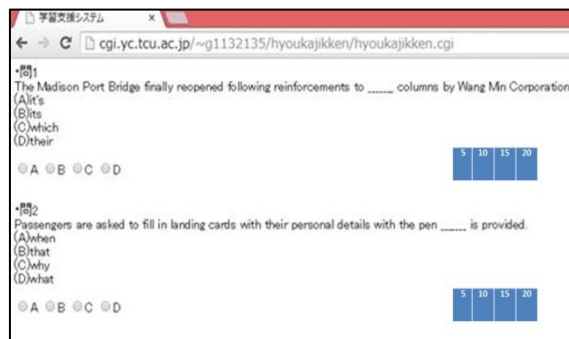 学習支援システム ×
cgi.yc.tcu.ac.jp/~g1132135/hyoukajikken/hyoukajikken.cgi
・問1
The Madison Port Bridge finally reopened following reinforcements to ______ columns by Wang Min Corporation
(A)it's
(B)its
(C)which
(D)their
A B C D
5 10 15 20
・問2
Passengers are asked to fill in landing cards with their personal details with the pen ______ is provided.
(A)when
(B)that
(C)why
(D)what
A B C D
5 10 15 20